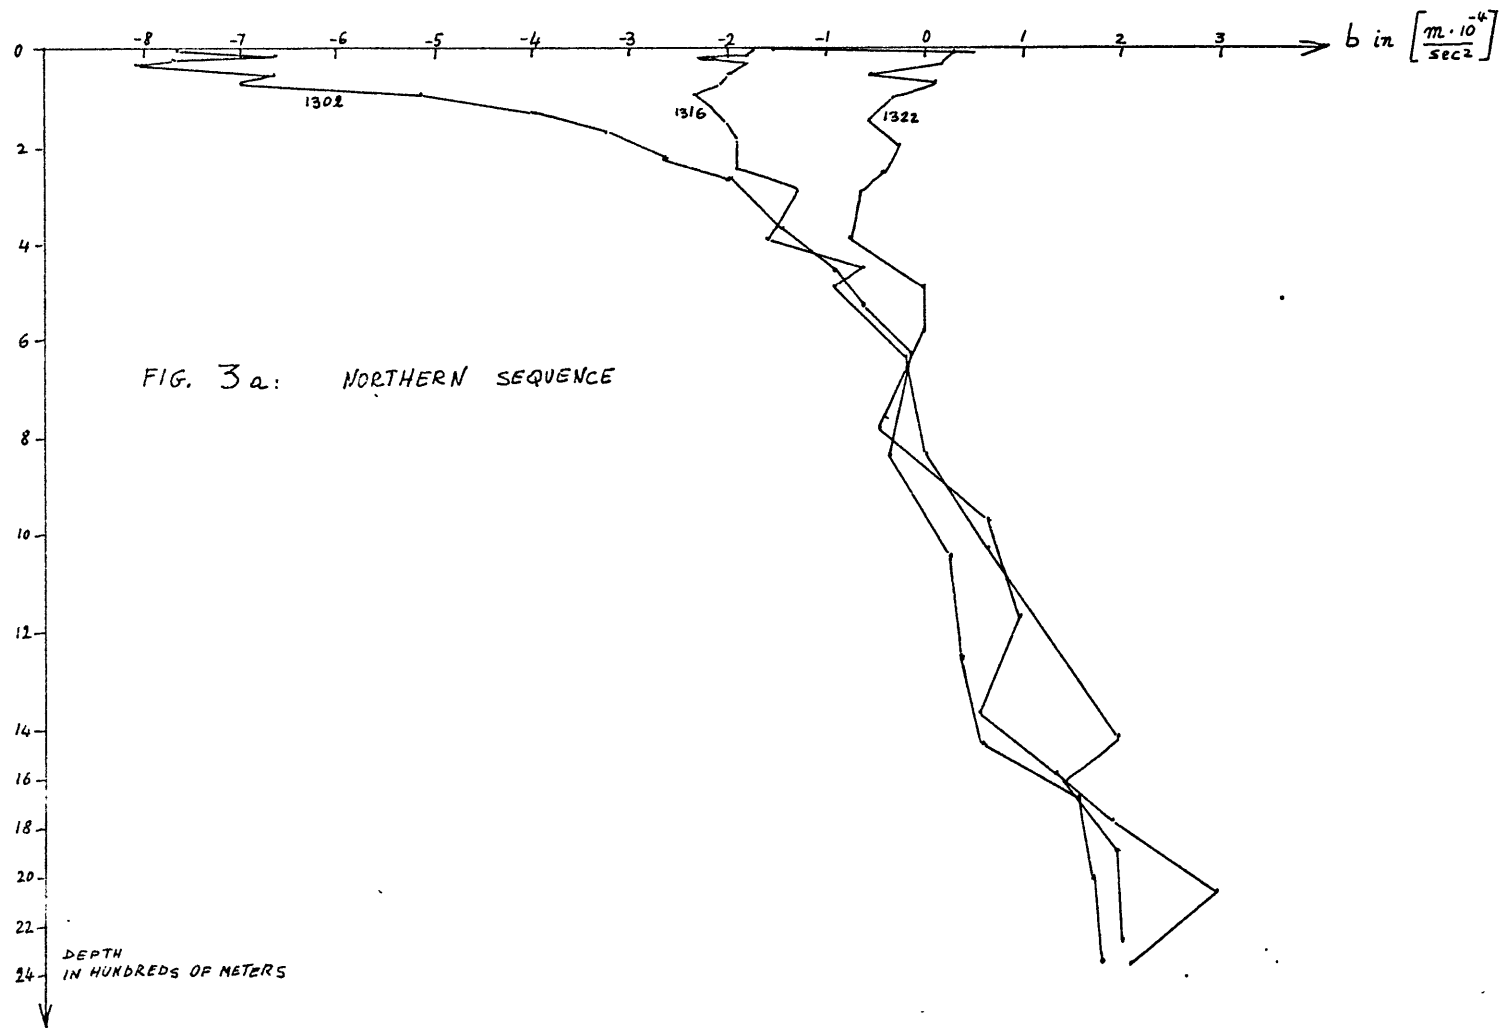 0 -8 -7 -6 -5 -4 -3 -2 -1 0 1 2 3 b in [m·10⁻⁴/sec²]
1302 1316 1322
2
4
6
FIG. 3a: NORTHERN SEQUENCE
8
10
12
14
16
18
20
22
DEPTH
24 IN HUNDREDS OF METERS